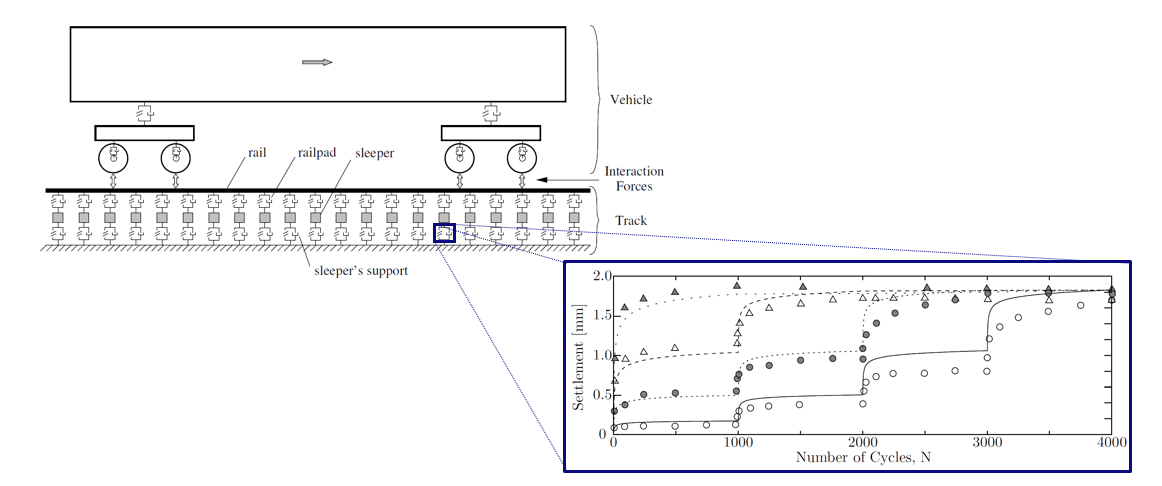 Vehicle
rail
railpad
sleeper
Interaction
Forces
Track
sleeper's support
2.0
1.5
1.0
0.5
0
Settlement [mm]
0
1000
2000
3000
4000
Number of Cycles, N